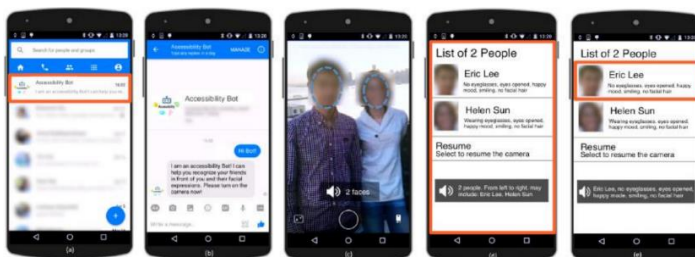 13:28
Search for people and groups
Accessibility Bot
13:28
Accessibility Bot
MANAGE
Accessibility Bot
Hi Bot!
I am an accessibility Bot! I can
help you recognize your friends
in front of you and their facial
expressions. Please turn on the
camera now!
Write a message...
2 faces
List of 2 People
Eric Lee
No eyeglasses, eyes opened, happy
mood, smiling, no facial hair
Helen Sun
Wearing eyeglasses, eyes opened,
happy mood, smiling, no facial hair
Resume
Select to resume the camera
2 people. From left to right, may
include: Eric Lee, Helen Sun
List of 2 People
Eric Lee
No eyeglasses, eyes opened, happy
mood, smiling, no facial hair
Helen Sun
Wearing eyeglasses, eyes opened,
happy mood, smiling, no facial hair
Resume
Select to resume the camera
Eric Lee, no eyeglasses, eyes opened,
happy mood, smiling, no facial hair
(a)
(b)
(c)
(e)